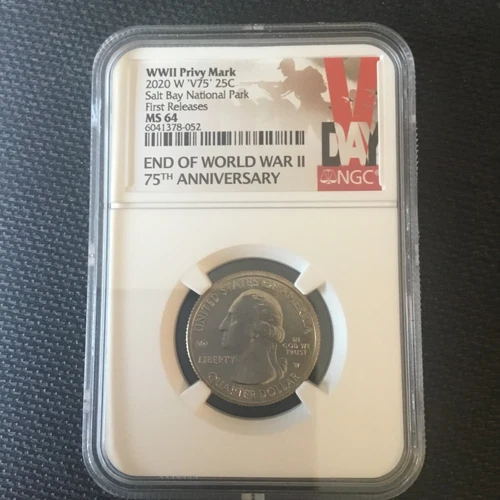 WWII Privy Mark
2020 W 'V75' 25C
Salt Bay National Park
First Releases
MS 64
6041378-052
END OF WORLD WAR II
75TH ANNIVERSARY
V
DAY
NGC
UNITED STATES OF AMERICA
LIBERTY
IN
GOD WE
TRUST
W
QUARTER DOLLAR